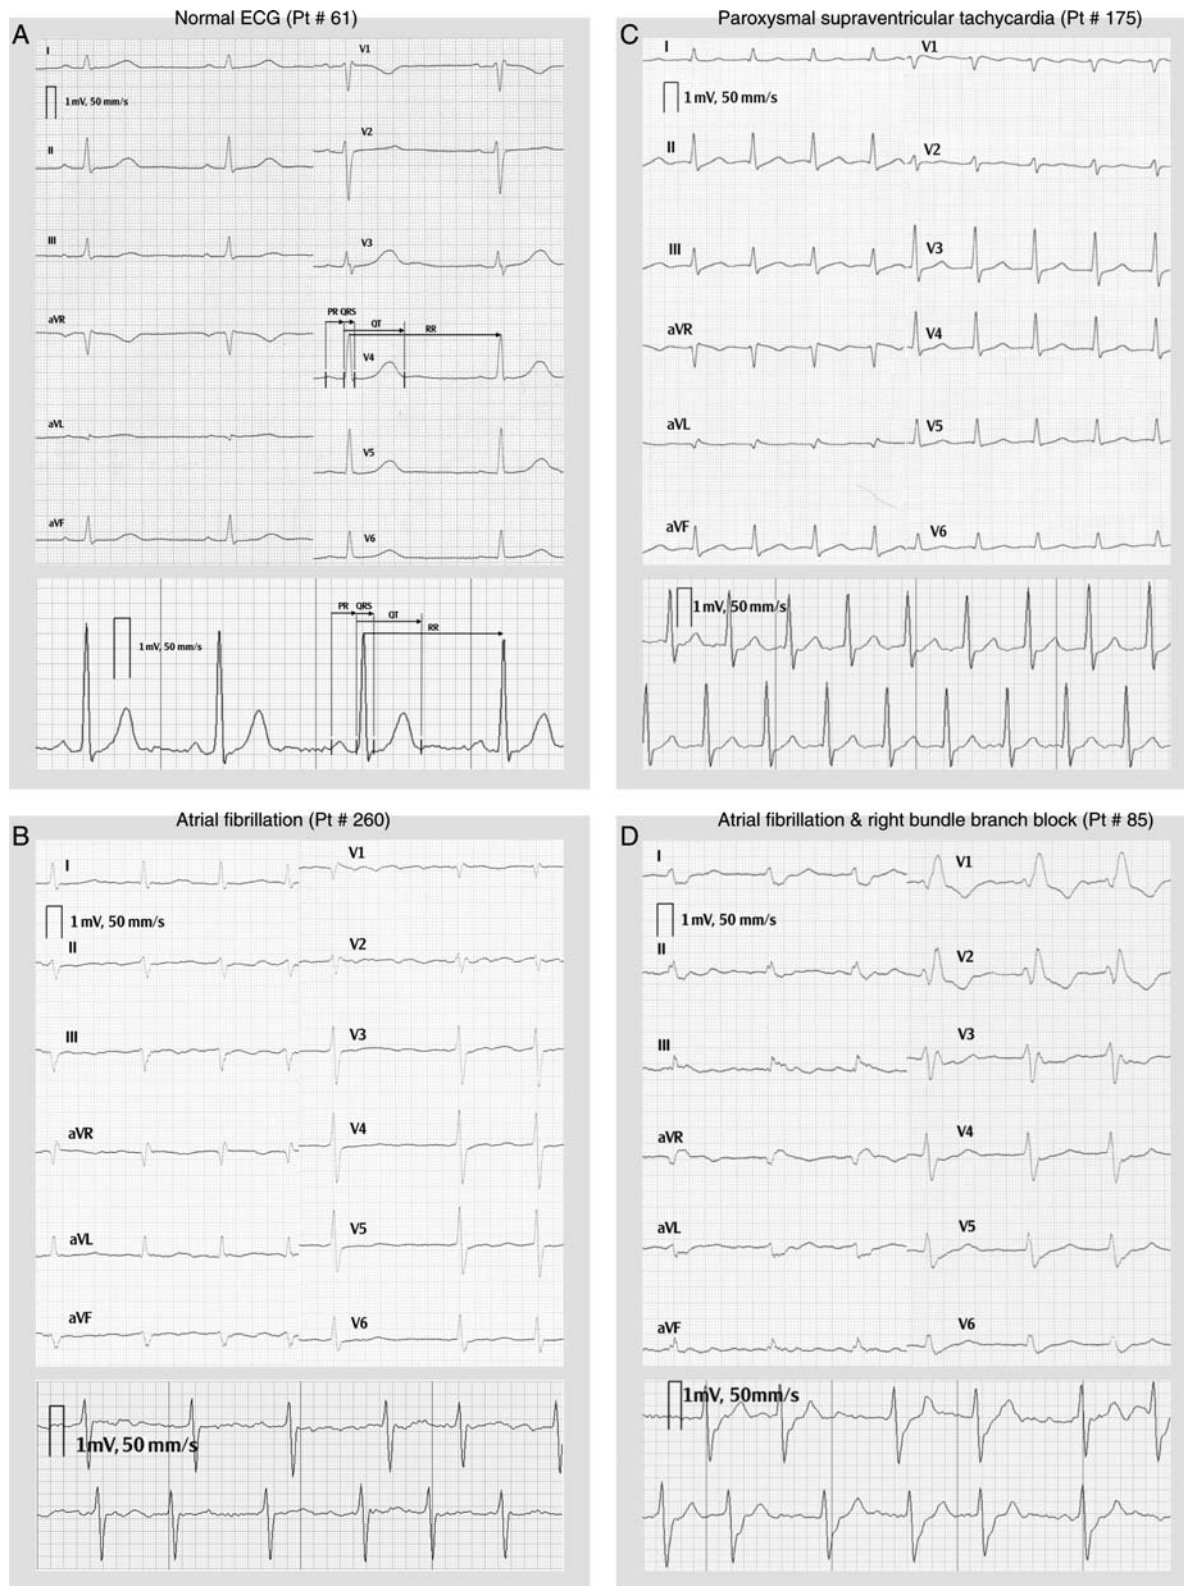 A
Normal ECG (Pt # 61)
I
V1
1 mV, 50 mm/s
II
V2
III
V3
aVR
PR QRS
QT
RR
V4
aVL
V5
aVF
V6
PR QRS
QT
RR
1 mV, 50 mm/s
C
Paroxysmal supraventricular tachycardia (Pt # 175)
I
V1
1 mV, 50 mm/s
II
V2
III
V3
aVR
V4
aVL
V5
aVF
V6
1 mV, 50 mm/s
B
Atrial fibrillation (Pt # 260)
I
V1
1 mV, 50 mm/s
II
V2
III
V3
aVR
V4
aVL
V5
aVF
V6
1 mV, 50 mm/s
D
Atrial fibrillation & right bundle branch block (Pt # 85)
I
V1
1 mV, 50 mm/s
II
V2
III
V3
aVR
V4
aVL
V5
aVF
V6
1mV, 50mm/s